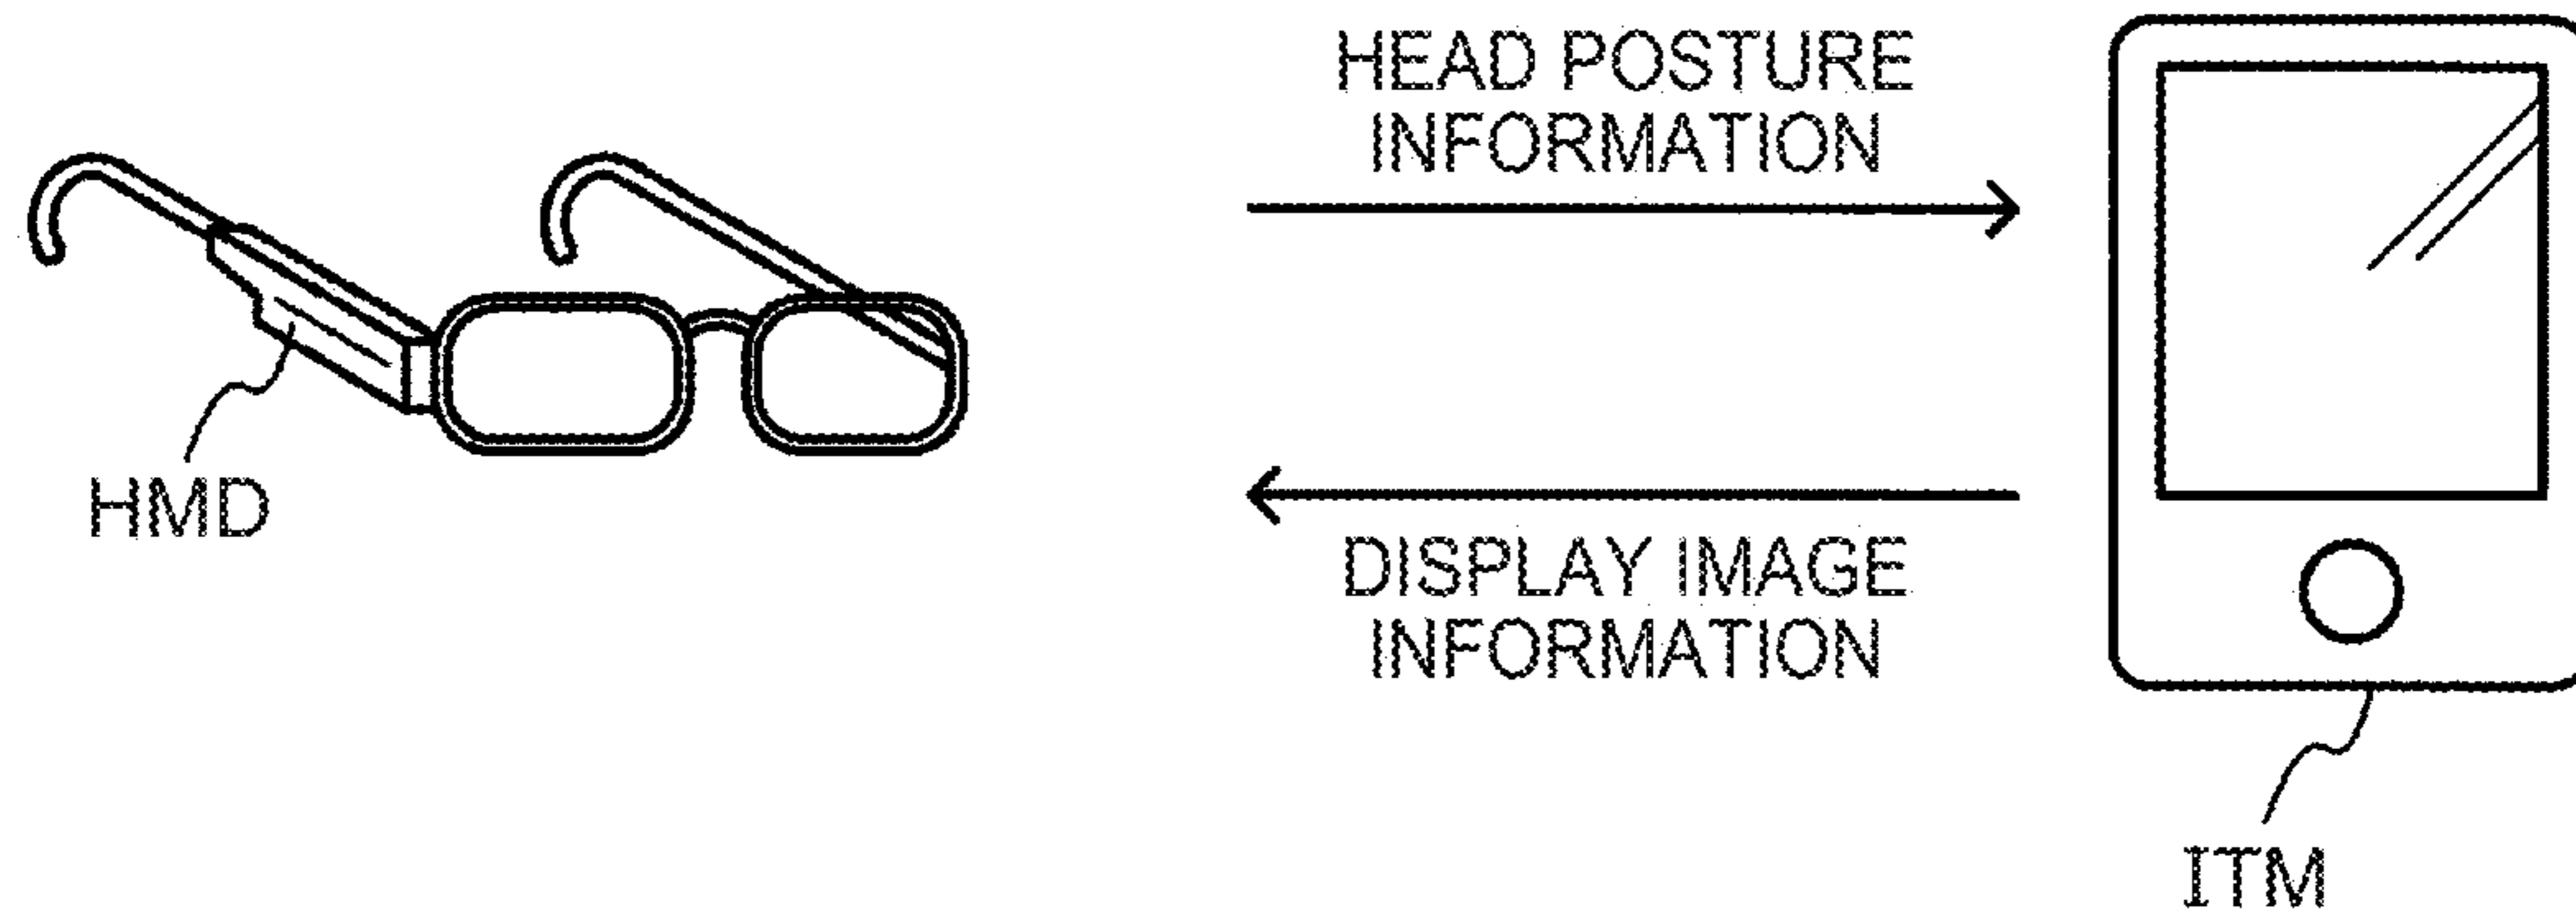 HEAD POSTURE
INFORMATION
HMD
DISPLAY IMAGE
INFORMATION
ITM